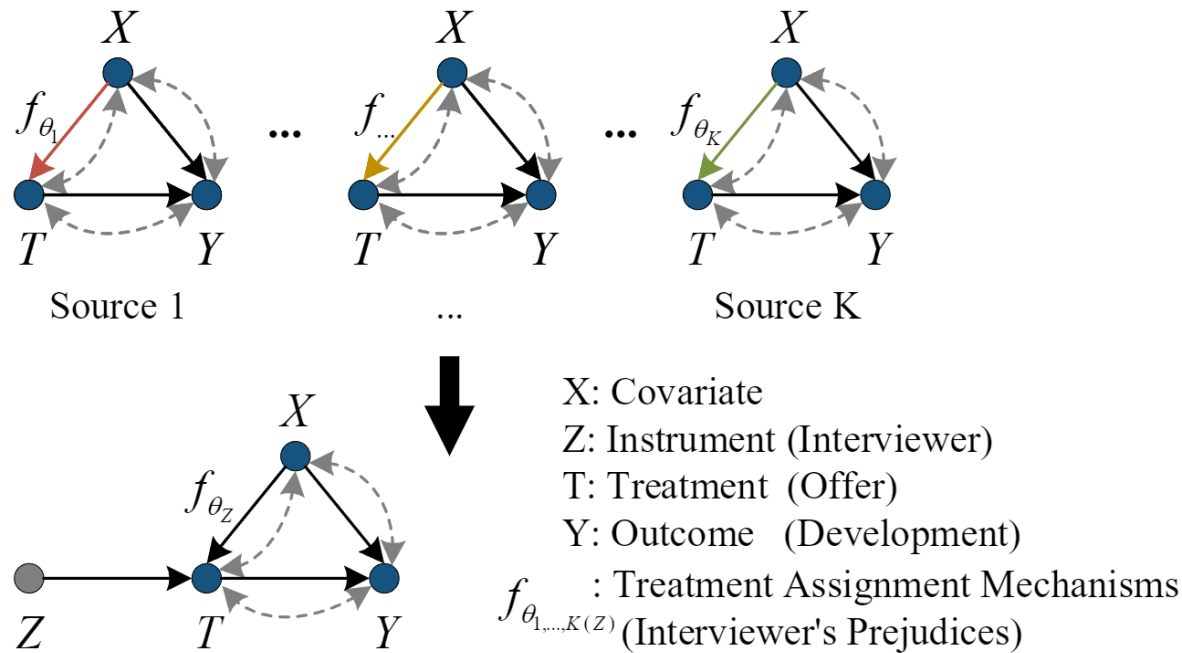 X X X
f_{θ_1} ... f_{...} ... f_{θ_K}
T Y T Y T Y
Source 1 ... Source K
X
f_{θ_Z}
Z T Y
X: Covariate
Z: Instrument (Interviewer)
T: Treatment (Offer)
Y: Outcome (Development)
f_{θ_{1,...,K(Z)}} : Treatment Assignment Mechanisms
(Interviewer's Prejudices)